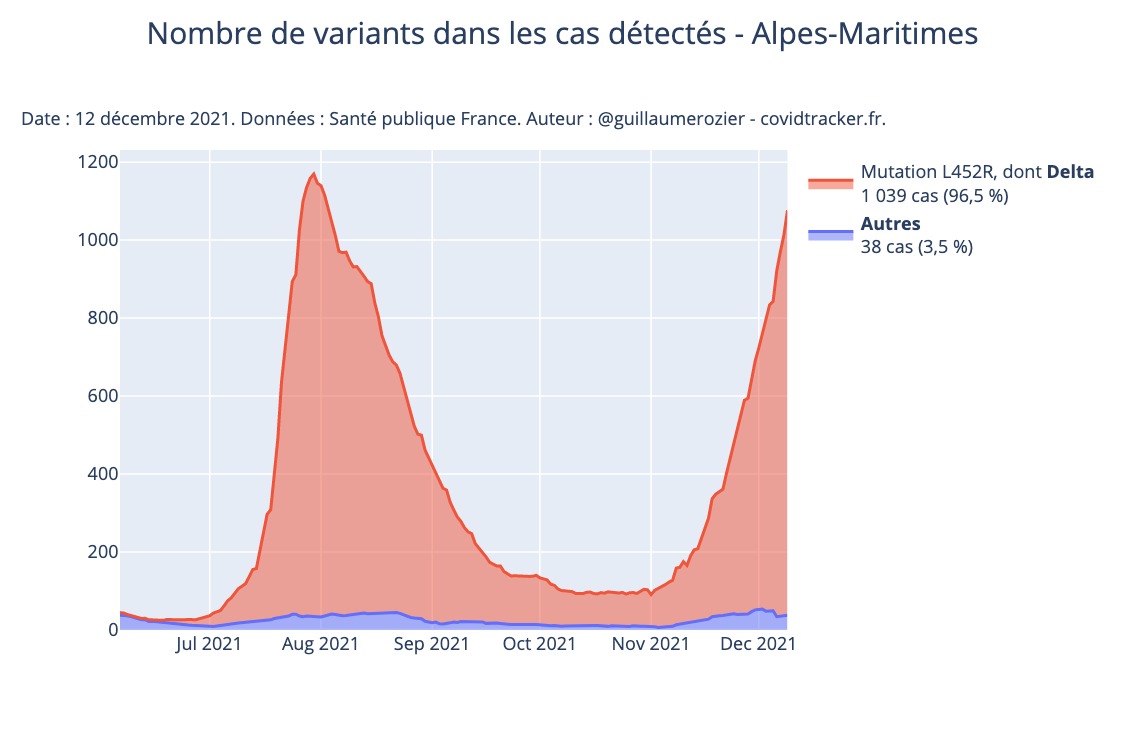 Nombre de variants dans les cas détectés - Alpes-Maritimes
Date : 12 décembre 2021. Données : Santé publique France. Auteur : @guillaumerozier - covidtracker.fr.
1200
1000
800
600
400
200
0
Jul 2021 Aug 2021 Sep 2021 Oct 2021 Nov 2021 Dec 2021
Mutation L452R, dont Delta
1 039 cas (96,5 %)
Autres
38 cas (3,5 %)